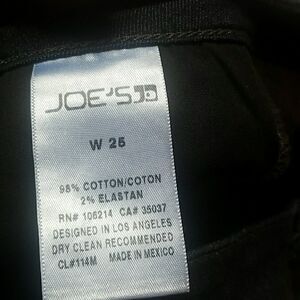 JOE'S
W 25
98% COTTON/COTON
2% ELASTAN
RN# 106214 CA# 35037
DESIGNED IN LOS ANGELES
DRY CLEAN RECOMMENDED
CL#114M MADE IN MEXICO